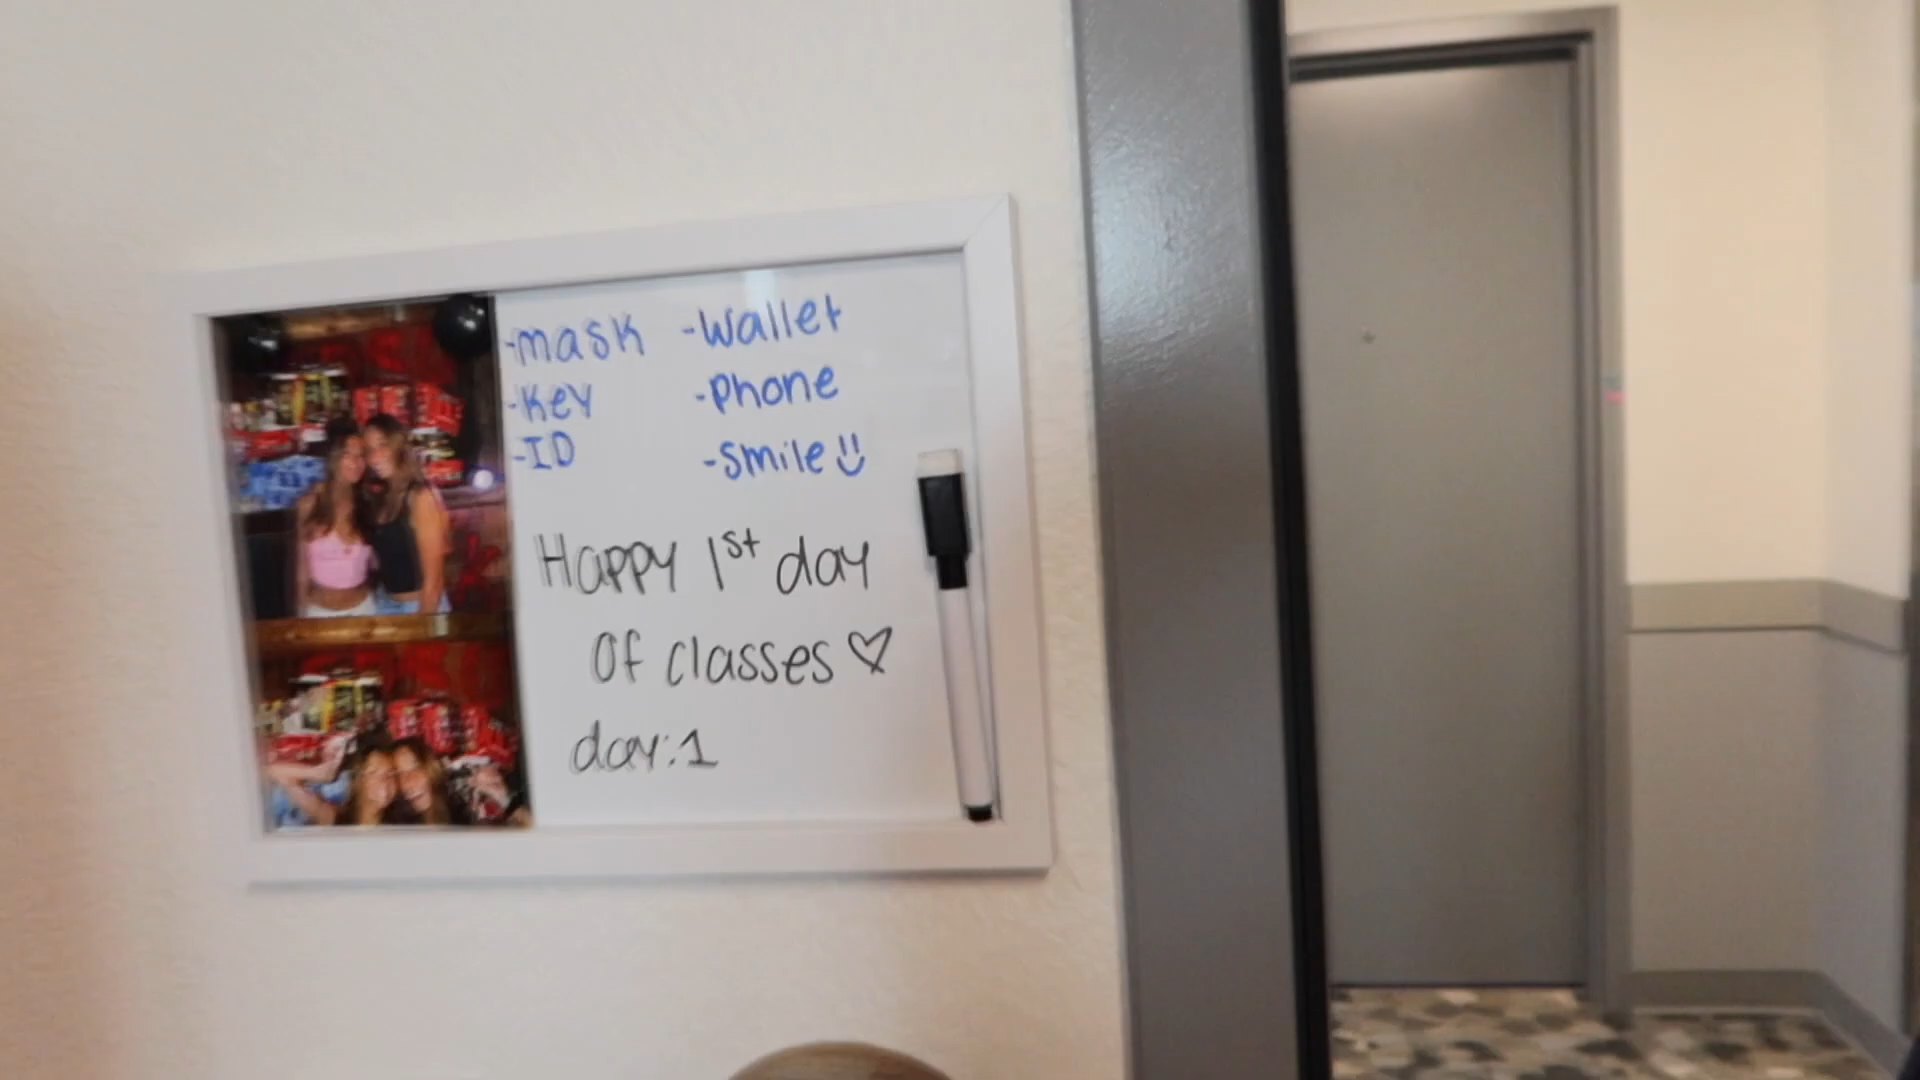 -mask -wallet
-Key -Phone
-ID -Smile
Happy 1st day
Of classes ♡
day:1